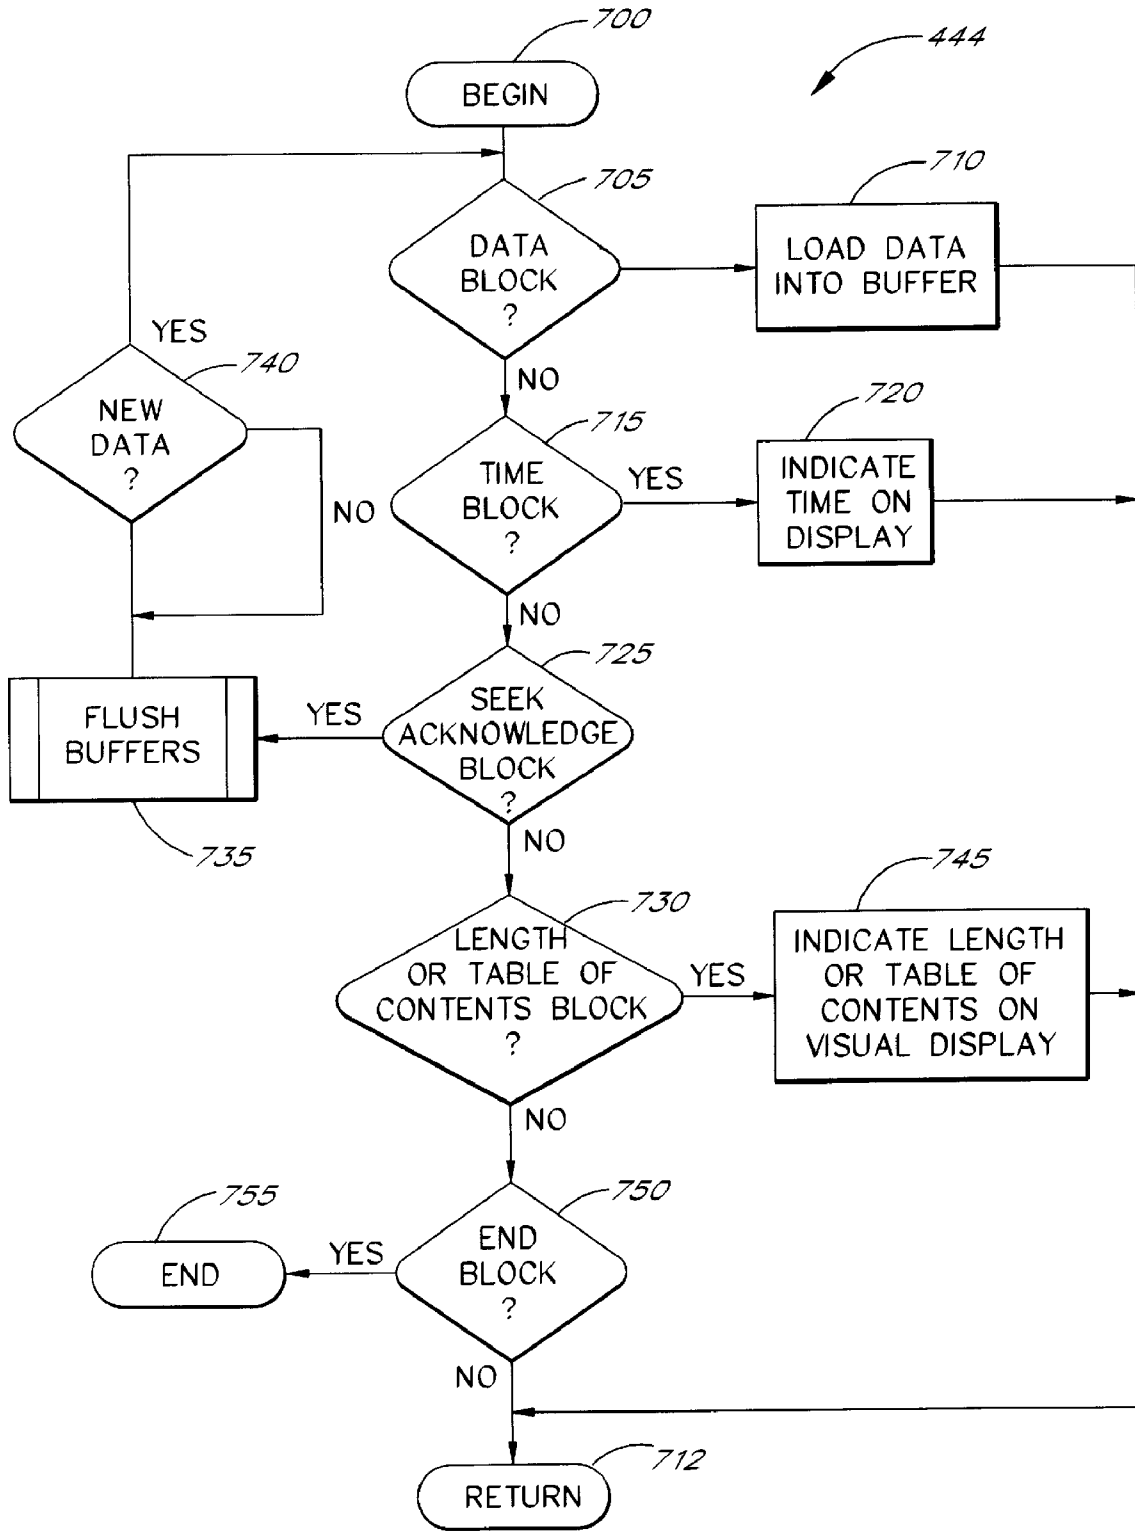 700
444
BEGIN
705
710
DATA
BLOCK
?
LOAD DATA
INTO BUFFER
YES
740
NO
NEW
DATA
?
NO
715
720
TIME
BLOCK
?
YES
INDICATE
TIME ON
DISPLAY
NO
725
FLUSH
BUFFERS
YES
SEEK
ACKNOWLEDGE
BLOCK
?
735
NO
730
745
LENGTH
OR TABLE OF
CONTENTS BLOCK
?
YES
INDICATE LENGTH
OR TABLE OF
CONTENTS ON
VISUAL DISPLAY
NO
755
750
END
YES
END
BLOCK
?
NO
712
RETURN